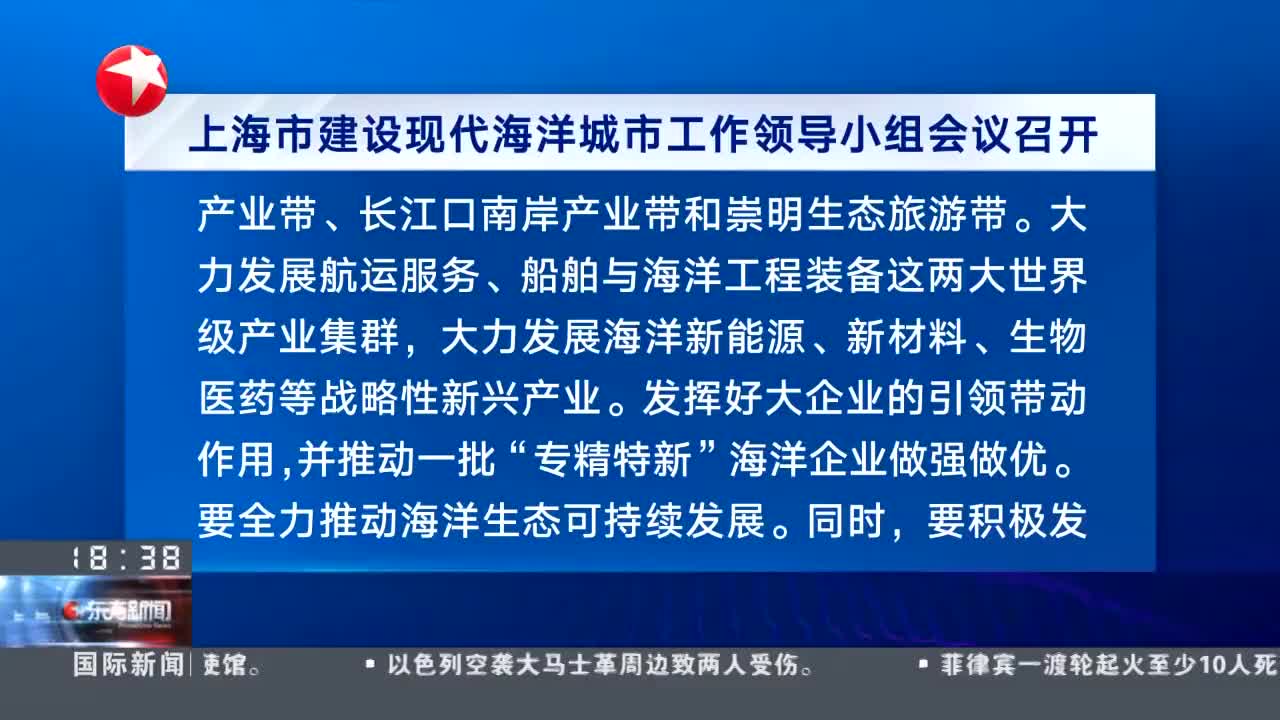 上海市建设现代海洋城市工作领导小组会议召开
产业带、长江口南岸产业带和崇明生态旅游带。大
力发展航运服务、船舶与海洋工程装备这两大世界
级产业集群，大力发展海洋新能源、新材料、生物
医药等战略性新兴产业。发挥好大企业的引领带动
作用,并推动一批“专精特新”海洋企业做强做优。
要全力推动海洋生态可持续发展。同时，要积极发
18:38
东方新闻
国际新闻 使馆。 ▪ 以色列空袭大马士革周边致两人受伤。 ▪ 菲律宾一渡轮起火至少10人死